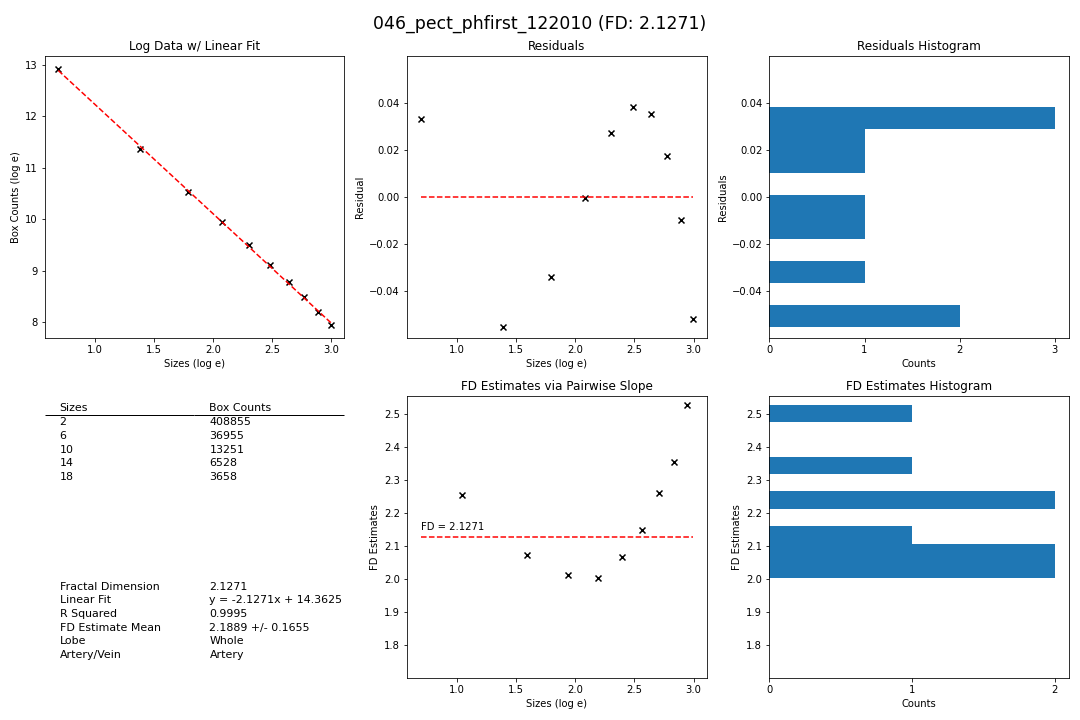 046_pect_phfirst_122010 (FD: 2.1271)
Log Data w/ Linear Fit
Box Counts (log e)
13
12
11
10
9
8
1.0 1.5 2.0 2.5 3.0
Sizes (log e)
Residuals
Residual
0.04
0.02
0.00
−0.02
−0.04
1.0 1.5 2.0 2.5 3.0
Sizes (log e)
Residuals Histogram
Residuals
0.04
0.02
0.00
−0.02
−0.04
0 1 2 3
Counts
Sizes Box Counts
2 408855
6 36955
10 13251
14 6528
18 3658
Fractal Dimension 2.1271
Linear Fit y = -2.1271x + 14.3625
R Squared 0.9995
FD Estimate Mean 2.1889 +/- 0.1655
Lobe Whole
Artery/Vein Artery
FD Estimates via Pairwise Slope
FD Estimates
2.5
2.4
2.3
2.2
2.1
2.0
1.9
1.8
FD = 2.1271
1.0 1.5 2.0 2.5 3.0
Sizes (log e)
FD Estimates Histogram
FD Estimates
2.5
2.4
2.3
2.2
2.1
2.0
1.9
1.8
0 1 2
Counts